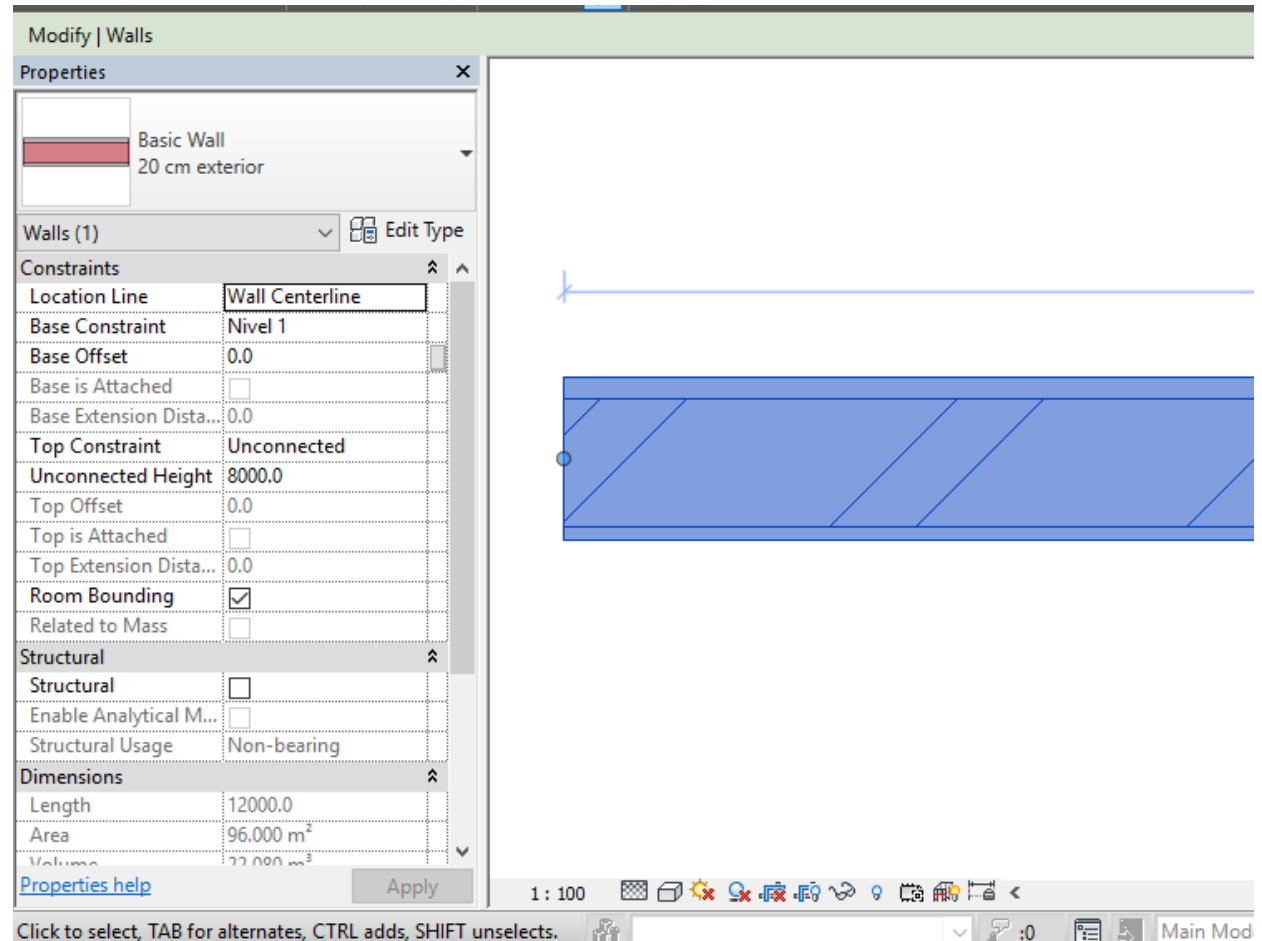 Modify | Walls
Properties
Basic Wall
20 cm exterior
Walls (1) Edit Type
Constraints
Location Line Wall Centerline
Base Constraint Nivel 1
Base Offset 0.0
Base is Attached
Base Extension Dista... 0.0
Top Constraint Unconnected
Unconnected Height 8000.0
Top Offset 0.0
Top is Attached
Top Extension Dista... 0.0
Room Bounding
Related to Mass
Structural
Structural
Enable Analytical M...
Structural Usage Non-bearing
Dimensions
Length 12000.0
Area 96.000 m²
Volume 22.080 m³
Properties help Apply
1 : 100
Click to select, TAB for alternates, CTRL adds, SHIFT unselects. :0 Main Mod